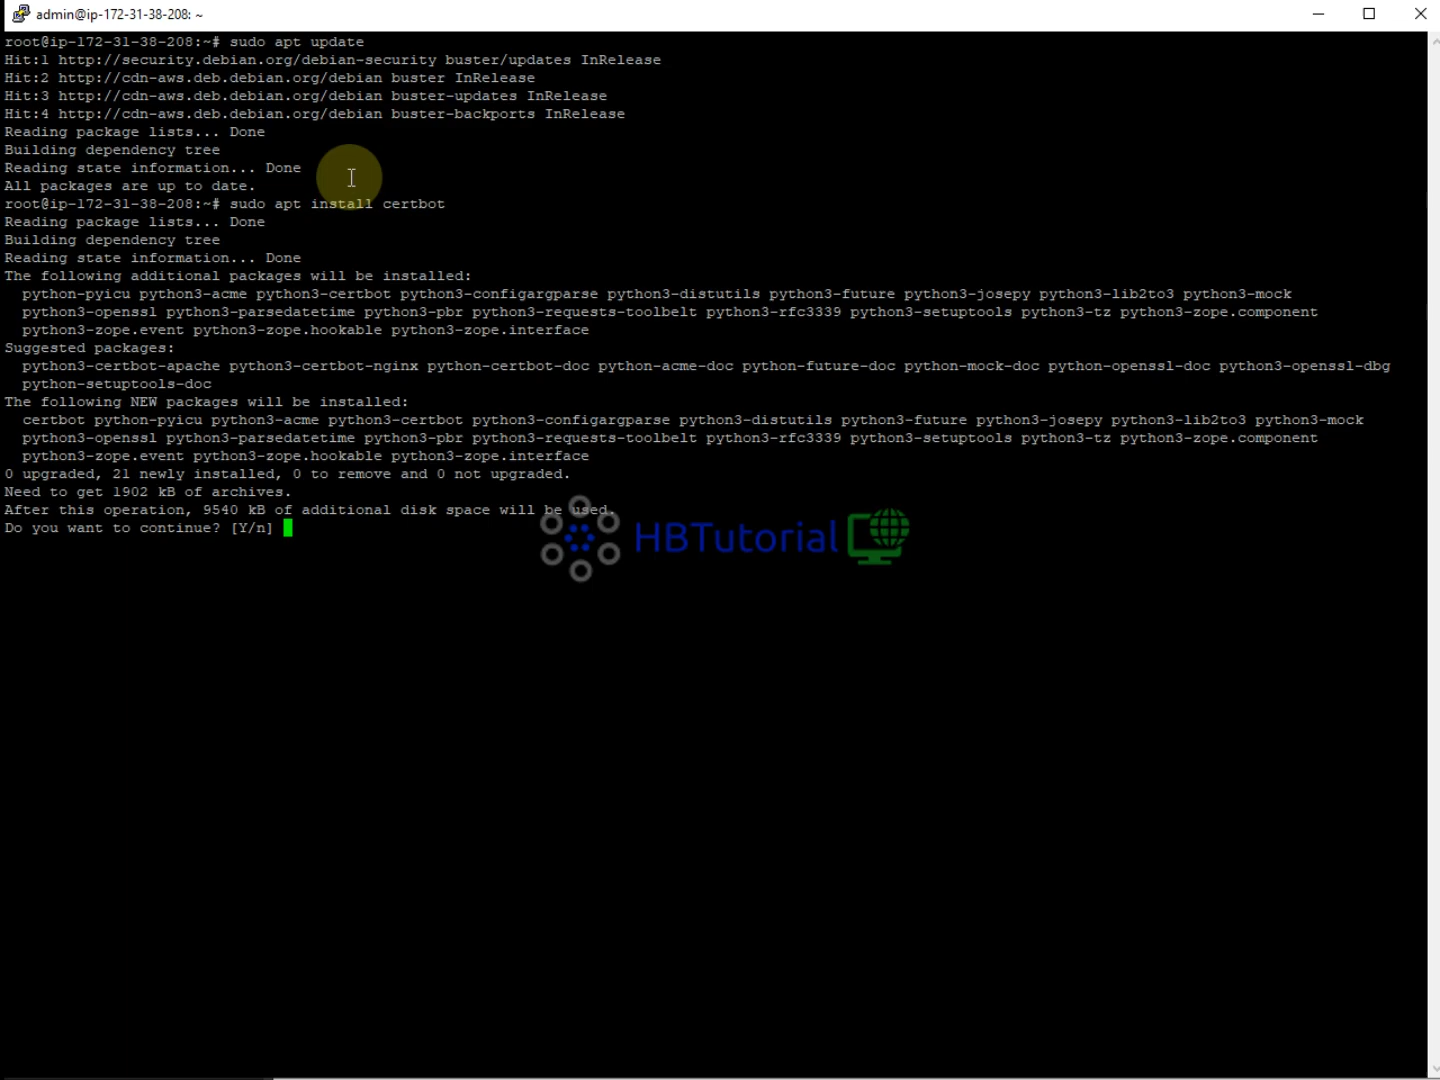 admin@ip-172-31-38-208: ~
root@ip-172-31-38-208:~# sudo apt update
Hit:1 http://security.debian.org/debian-security buster/updates InRelease
Hit:2 http://cdn-aws.deb.debian.org/debian buster InRelease
Hit:3 http://cdn-aws.deb.debian.org/debian buster-updates InRelease
Hit:4 http://cdn-aws.deb.debian.org/debian buster-backports InRelease
Reading package lists... Done
Building dependency tree
Reading state information... Done
All packages are up to date.
root@ip-172-31-38-208:~# sudo apt install certbot
Reading package lists... Done
Building dependency tree
Reading state information... Done
The following additional packages will be installed:
python-pyicu python3-acme python3-certbot python3-configargparse python3-distutils python3-future python3-josepy python3-lib2to3 python3-mock
python3-openssl python3-parsedatetime python3-pbr python3-requests-toolbelt python3-rfc3339 python3-setuptools python3-tz python3-zope.component
python3-zope.event python3-zope.hookable python3-zope.interface
Suggested packages:
python3-certbot-apache python3-certbot-nginx python-certbot-doc python-acme-doc python-future-doc python-mock-doc python-openssl-doc python3-openssl-dbg
python-setuptools-doc
The following NEW packages will be installed:
certbot python-pyicu python3-acme python3-certbot python3-configargparse python3-distutils python3-future python3-josepy python3-lib2to3 python3-mock
python3-openssl python3-parsedatetime python3-pbr python3-requests-toolbelt python3-rfc3339 python3-setuptools python3-tz python3-zope.component
python3-zope.event python3-zope.hookable python3-zope.interface
0 upgraded, 21 newly installed, 0 to remove and 0 not upgraded.
Need to get 1902 kB of archives.
After this operation, 9540 kB of additional disk space will be used.
Do you want to continue? [Y/n]
HBTutorial